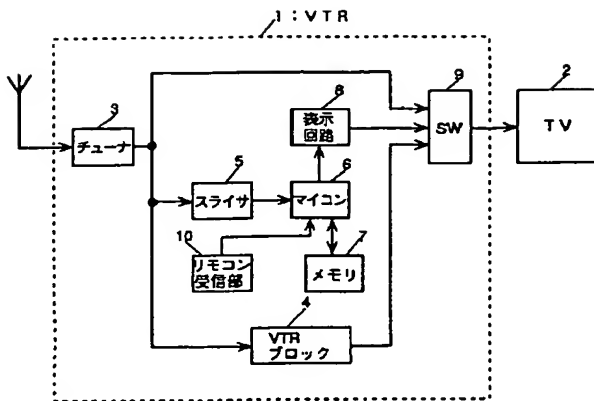 1：VTR
3
チューナ
8
表示
回路
9
SW
2
TV
5
スライサ
6
マイコン
10
リモコン
受信部
7
メモリ
4
VTR
ブロック